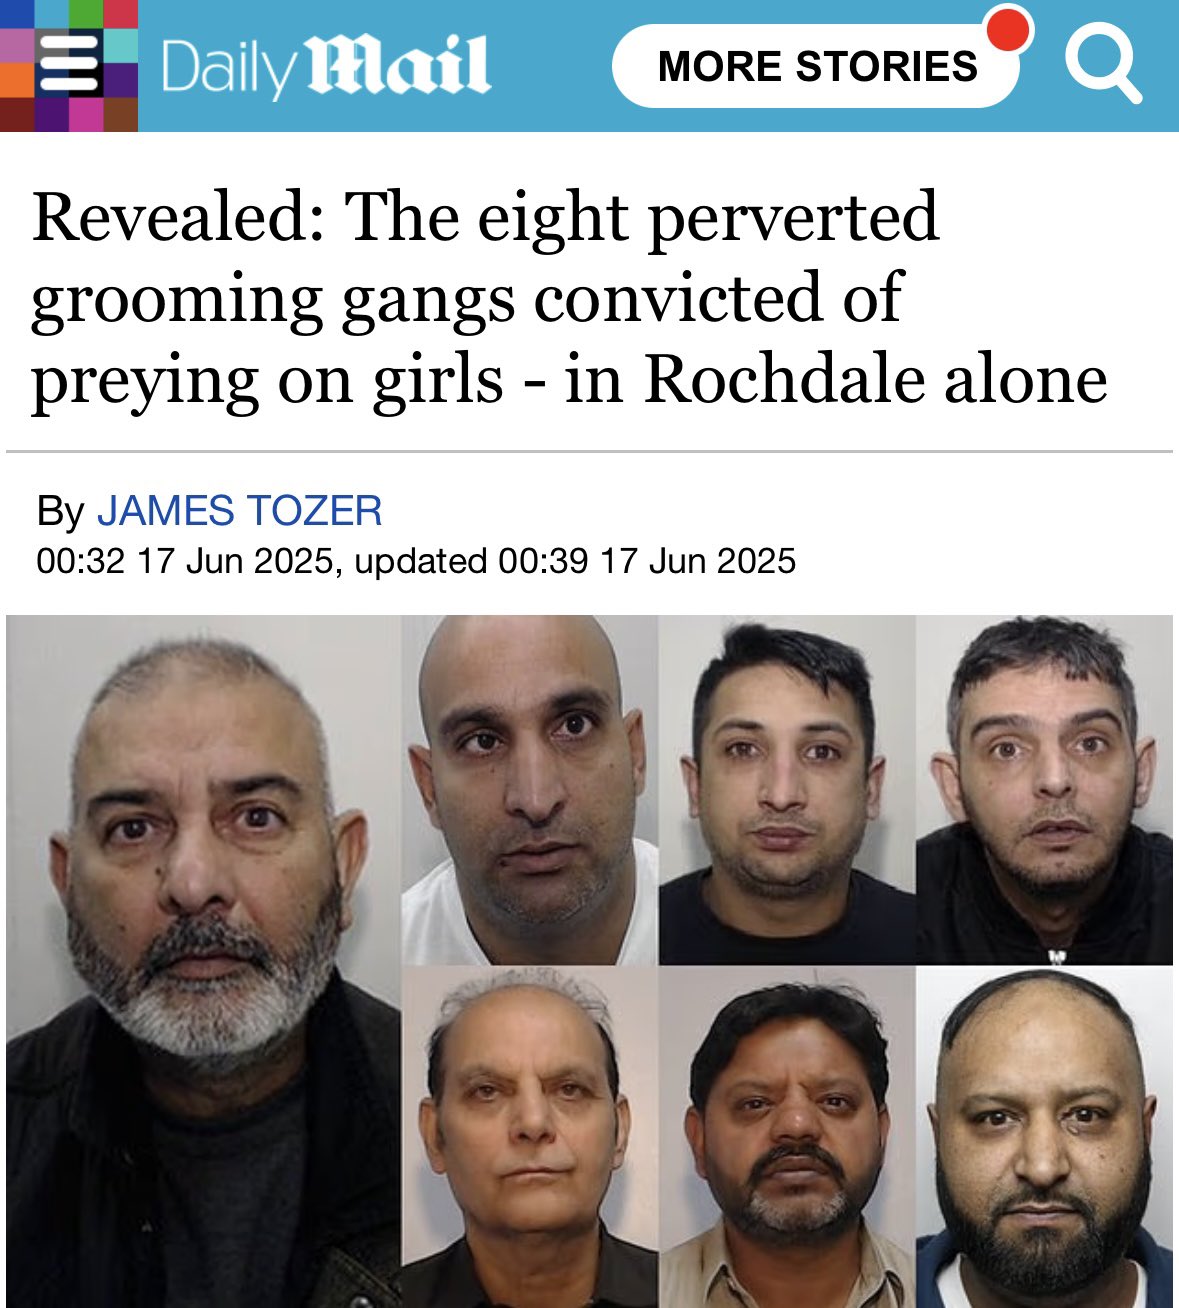 Daily Mail
MORE STORIES
Revealed: The eight perverted
grooming gangs convicted of
preying on girls - in Rochdale alone
By JAMES TOZER
00:32 17 Jun 2025, updated 00:39 17 Jun 2025